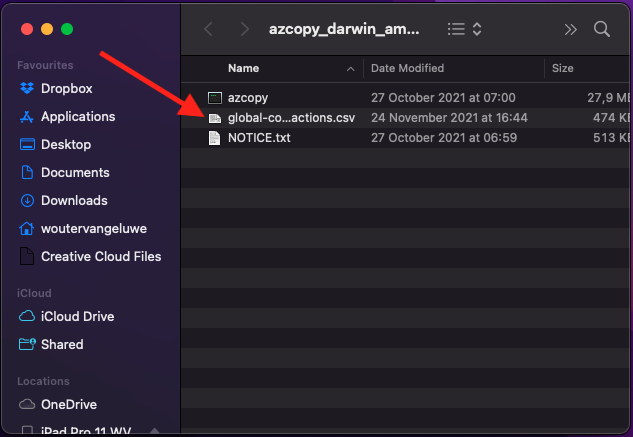 azcopy_darwin_am...
Favourites
Dropbox
Applications
Desktop
Documents
Downloads
woutervangeluwe
Creative Cloud Files
iCloud
iCloud Drive
Shared
Locations
OneDrive
iPad Pro 11 WV
Name Date Modified Size
azcopy 27 October 2021 at 07:00 27,9 MB
global-co...actions.csv 24 November 2021 at 16:44 474 KB
NOTICE.txt 27 October 2021 at 06:59 513 KB